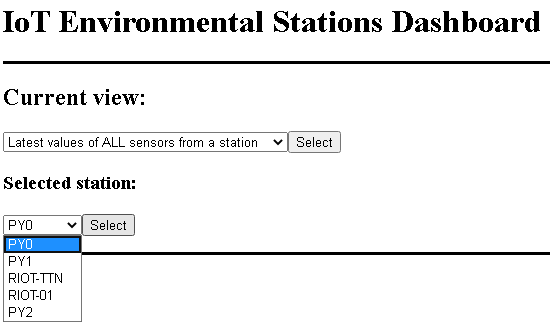 IoT Environmental Stations Dashboard
Current view:
Latest values of ALL sensors from a station Select
Selected station:
PY0 Select
PY0
PY1
RIOT-TTN
RIOT-01
PY2